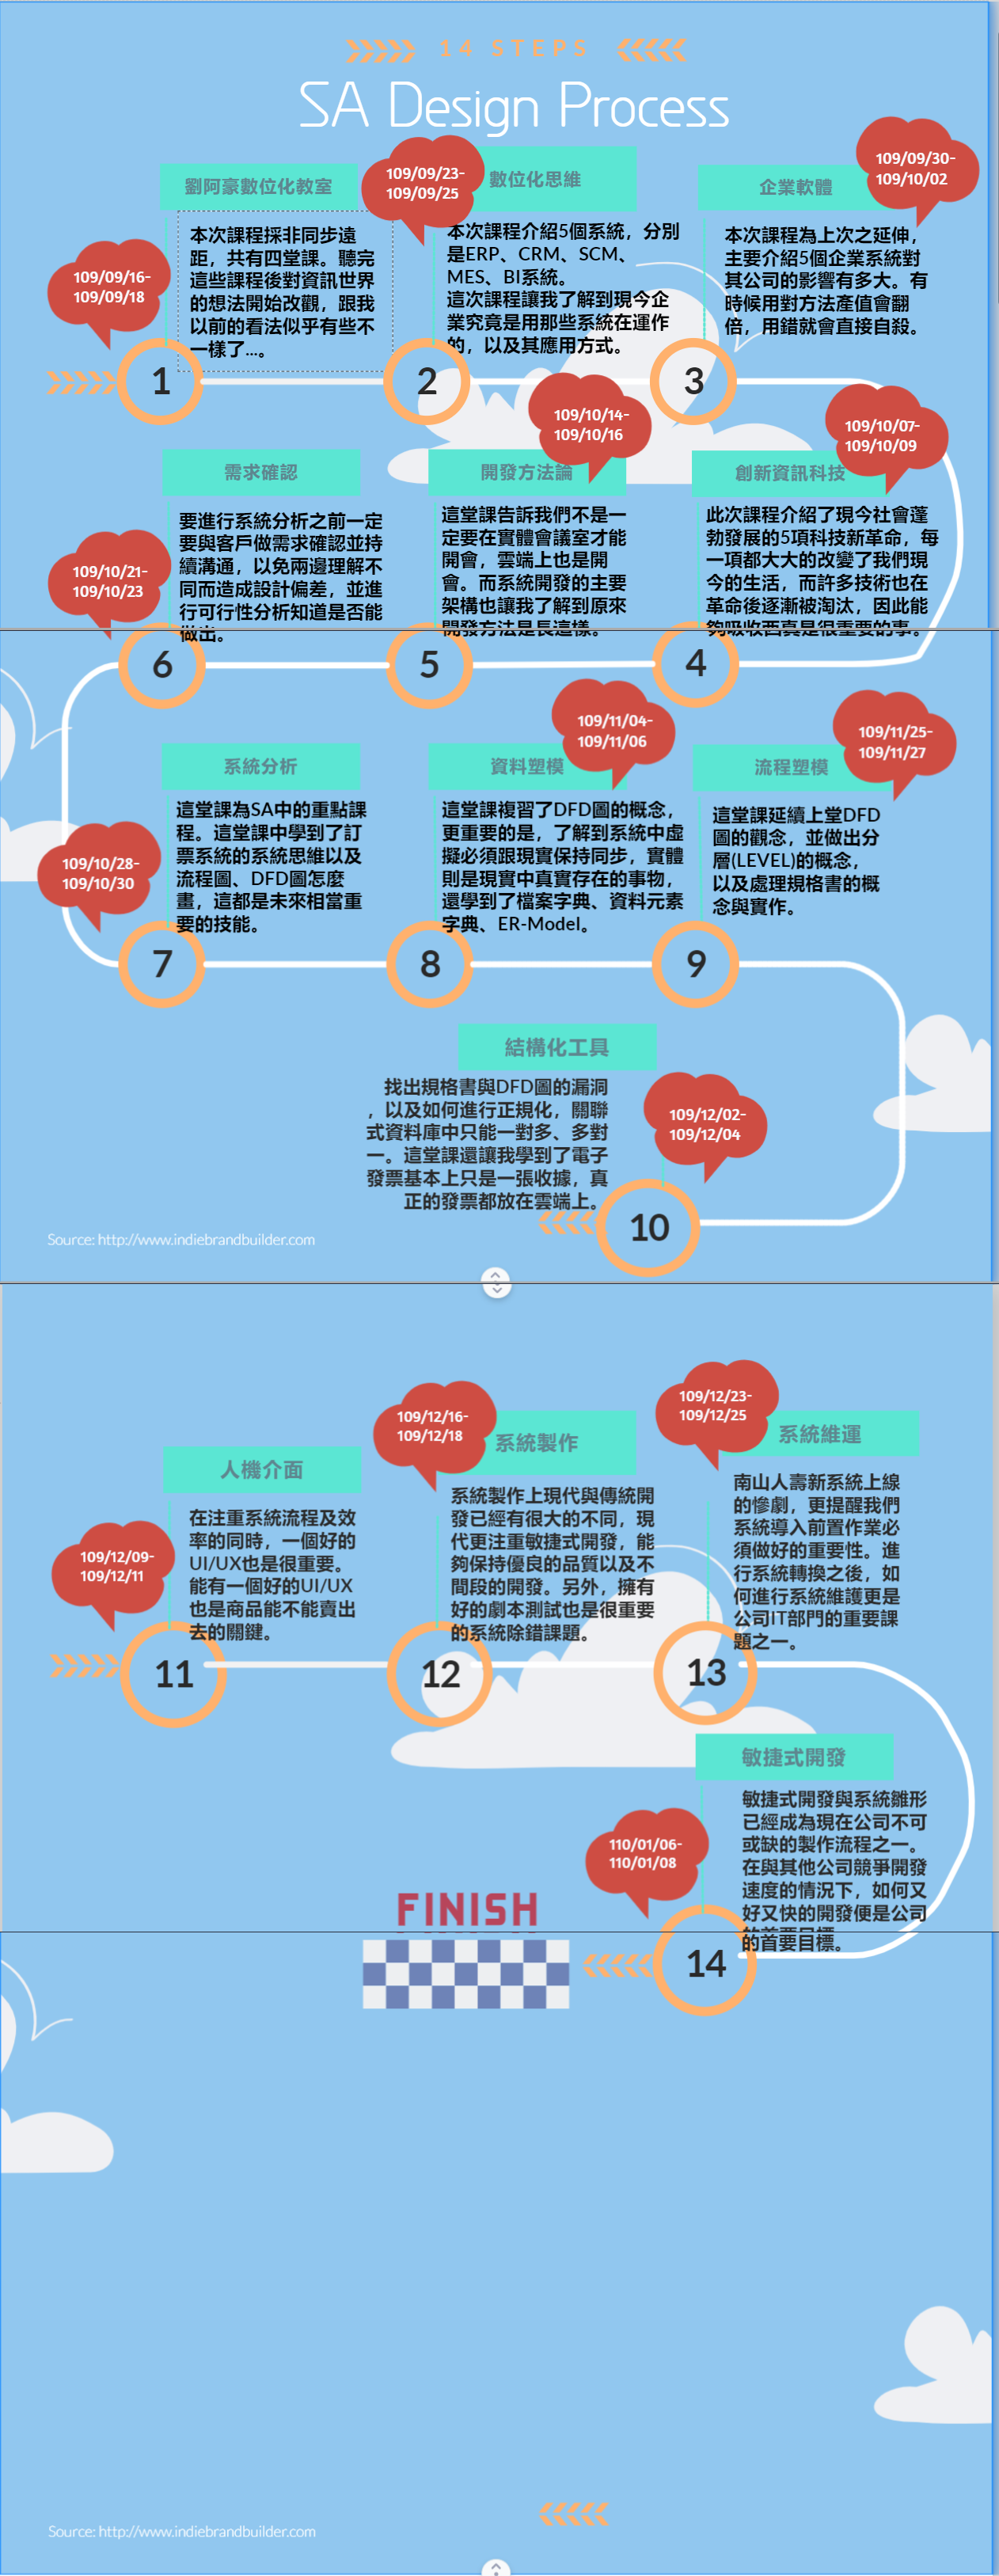 14 STEPS
SA Design Process
109/09/16-
109/09/18
劉阿豪數位化教室
本次課程採非同步遠
距，共有四堂課。聽完
這些課程後對資訊世界
的想法開始改觀，跟我
以前的看法似乎有些不
一樣了...。
1
109/09/23-
109/09/25
數位化思維
本次課程介紹5個系統，分別
是ERP、CRM、SCM、
MES、BI系統。
這次課程讓我了解到現今企
業究竟是用那些系統在運作
的，以及其應用方式。
2
109/09/30-
109/10/02
企業軟體
本次課程為上次之延伸，
主要介紹5個企業系統對
其公司的影響有多大。有
時候用對方法產值會翻
倍，用錯就會直接自殺。
3
109/10/07-
109/10/09
創新資訊科技
此次課程介紹了現今社會蓬
勃發展的5項科技新革命，每
一項都大大的改變了我們現
今的生活，而許多技術也在
革命後逐漸被淘汰，因此能
夠吸收西真是很重要的事。
4
109/10/14-
109/10/16
開發方法論
這堂課告訴我們不是一
定要在實體會議室才能
開會，雲端上也是開
會。而系統開發的主要
架構也讓我了解到原來
開發方法是長這樣。
5
109/10/21-
109/10/23
需求確認
要進行系統分析之前一定
要與客戶做需求確認並持
續溝通，以免兩邊理解不
同而造成設計偏差，並進
行可行性分析知道是否能
做出。
6
109/10/28-
109/10/30
系統分析
這堂課為SA中的重點課
程。這堂課中學到了訂
票系統的系統思維以及
流程圖、DFD圖怎麼
畫，這都是未來相當重
要的技能。
7
109/11/04-
109/11/06
資料塑模
這堂課複習了DFD圖的概念，
更重要的是，了解到系統中虛
擬必須跟現實保持同步，實體
則是現實中真實存在的事物，
還學到了檔案字典、資料元素
字典、ER-Model。
8
109/11/25-
109/11/27
流程塑模
這堂課延續上堂DFD
圖的觀念，並做出分
層(LEVEL)的概念，
以及處理規格書的概
念與實作。
9
結構化工具
109/12/02-
109/12/04
找出規格書與DFD圖的漏洞
，以及如何進行正規化，關聯
式資料庫中只能一對多、多對
一。這堂課還讓我學到了電子
發票基本上只是一張收據，真
正的發票都放在雲端上。
10
Source: http://www.indiebrandbuilder.com
109/12/09-
109/12/11
人機介面
在注重系統流程及效
率的同時，一個好的
UI/UX也是很重要。
能有一個好的UI/UX
也是商品能不能賣出
去的關鍵。
11
109/12/16-
109/12/18
系統製作
系統製作上現代與傳統開
發已經有很大的不同，現
代更注重敏捷式開發，能
夠保持優良的品質以及不
間段的開發。另外，擁有
好的劇本測試也是很重要
的系統除錯課題。
12
109/12/23-
109/12/25
系統維運
南山人壽新系統上線
的慘劇，更提醒我們
系統導入前置作業必
須做好的重要性。進
行系統轉換之後，如
何進行系統維護更是
公司IT部門的重要課
題之一。
13
敏捷式開發
110/01/06-
110/01/08
敏捷式開發與系統雛形
已經成為現在公司不可
或缺的製作流程之一。
在與其他公司競爭開發
速度的情況下，如何又
好又快的開發便是公司
的首要目標。
14
FINISH
Source: http://www.indiebrandbuilder.com